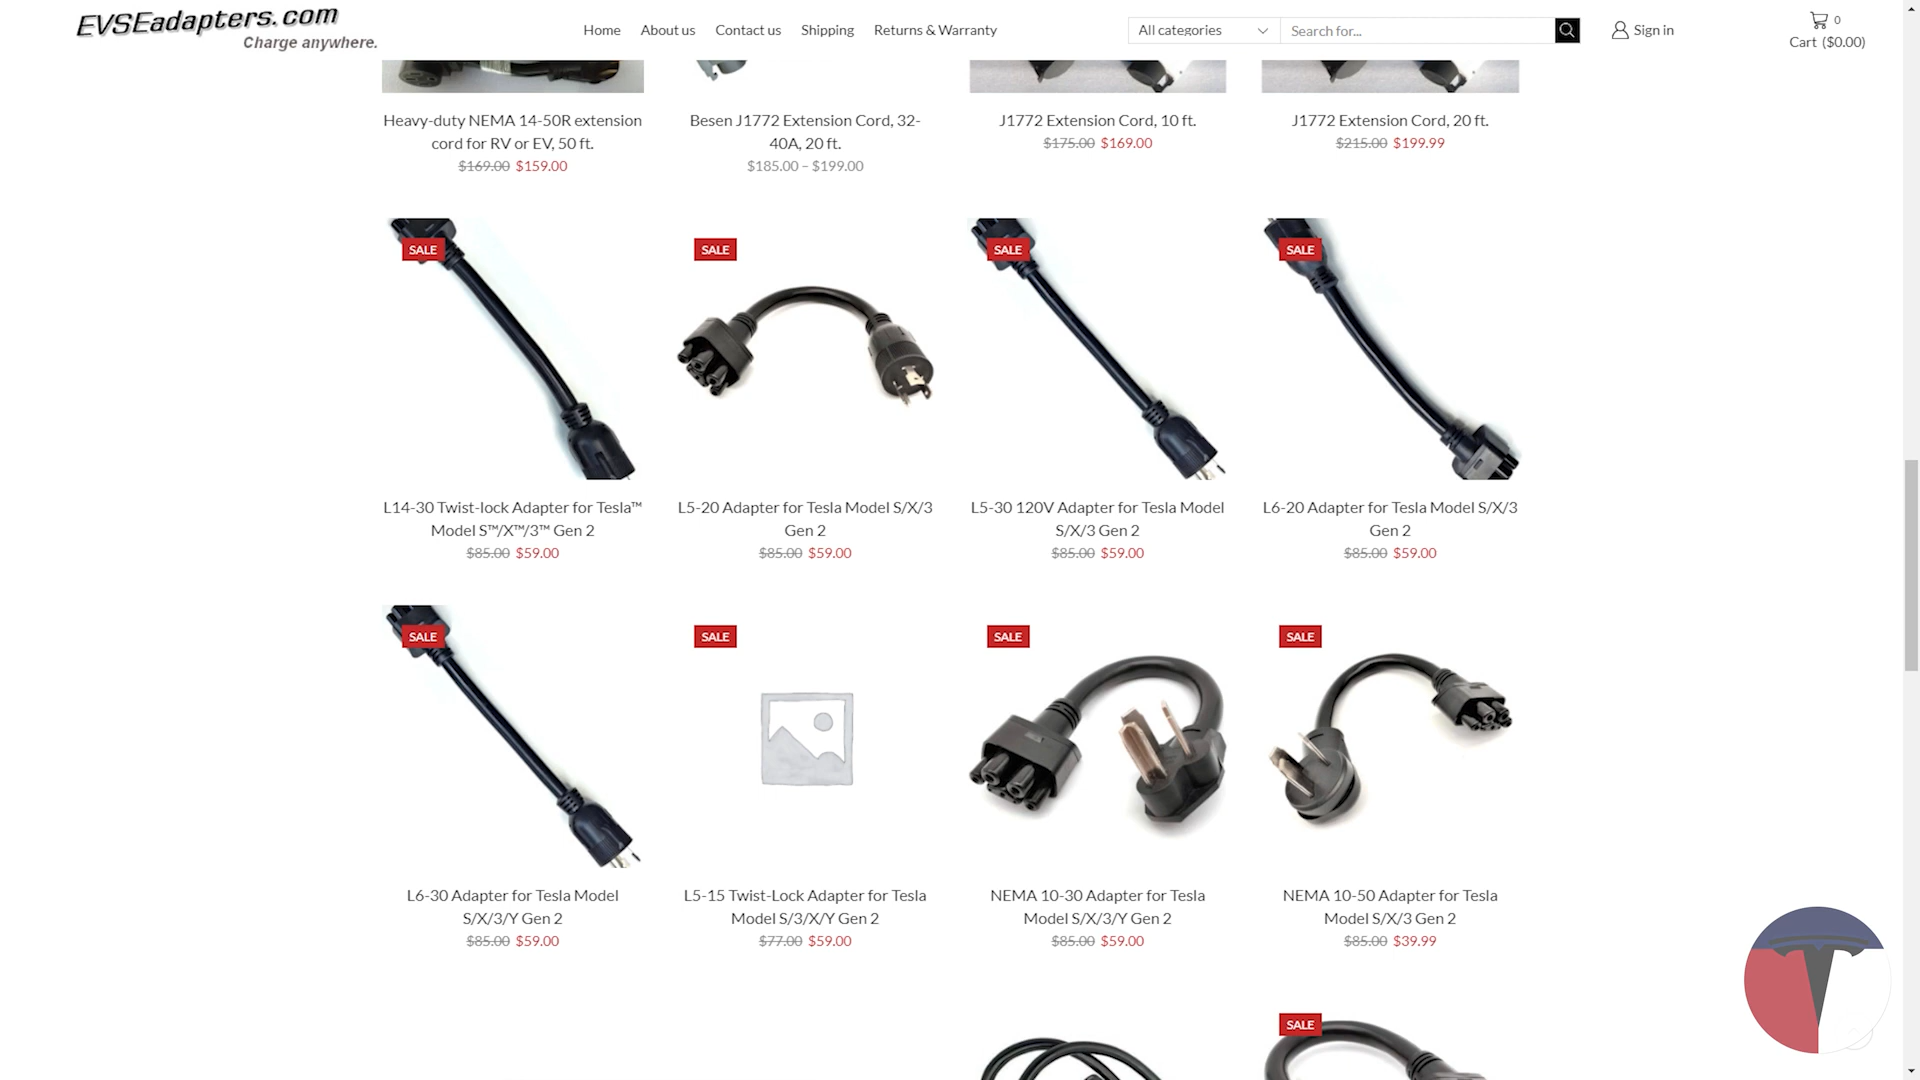 EVSEadapters.com
Charge anywhere.
Home About us Contact us Shipping Returns & Warranty
All categories
Search for...
Sign in
0
Cart ($0.00)
Heavy-duty NEMA 14-50R extension
cord for RV or EV, 50 ft.
$169.00 $159.00
Besen J1772 Extension Cord, 32-
40A, 20 ft.
$185.00 – $199.00
J1772 Extension Cord, 10 ft.
$175.00 $169.00
J1772 Extension Cord, 20 ft.
$215.00 $199.99
SALE
L14-30 Twist-lock Adapter for Tesla™
Model S™/X™/3™ Gen 2
$85.00 $59.00
SALE
L5-20 Adapter for Tesla Model S/X/3
Gen 2
$85.00 $59.00
SALE
L5-30 120V Adapter for Tesla Model
S/X/3 Gen 2
$85.00 $59.00
SALE
L6-20 Adapter for Tesla Model S/X/3
Gen 2
$85.00 $59.00
SALE
L6-30 Adapter for Tesla Model
S/X/3/Y Gen 2
$85.00 $59.00
SALE
L5-15 Twist-Lock Adapter for Tesla
Model S/3/X/Y Gen 2
$77.00 $59.00
SALE
NEMA 10-30 Adapter for Tesla
Model S/X/3/Y Gen 2
$85.00 $59.00
SALE
NEMA 10-50 Adapter for Tesla
Model S/X/3 Gen 2
$85.00 $39.99
SALE